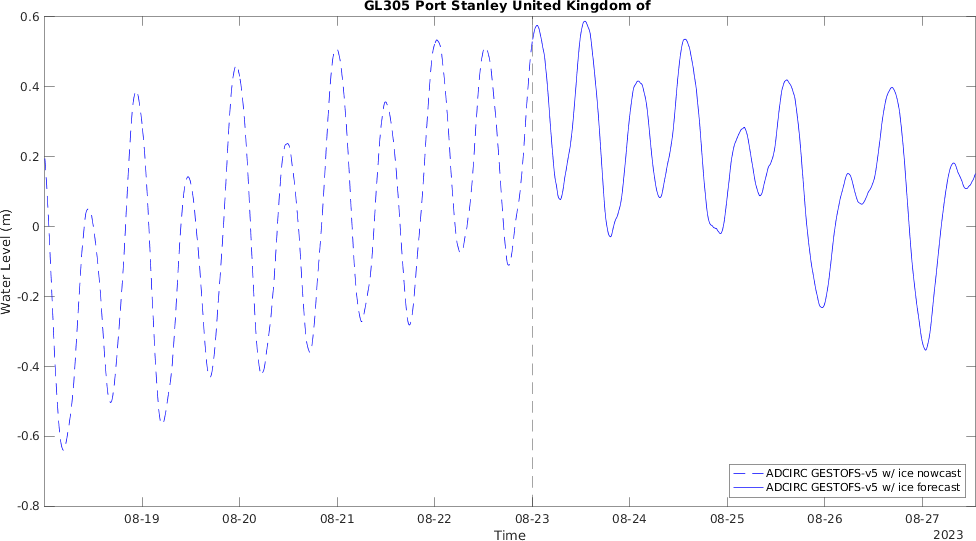 GL305 Port Stanley United Kingdom of
Water Level (m)
0.6
0.4
0.2
0
-0.2
-0.4
-0.6
-0.8
ADCIRC GESTOFS-v5 w/ ice nowcast
ADCIRC GESTOFS-v5 w/ ice forecast
08-19 08-20 08-21 08-22 08-23 08-24 08-25 08-26 08-27
Time
2023